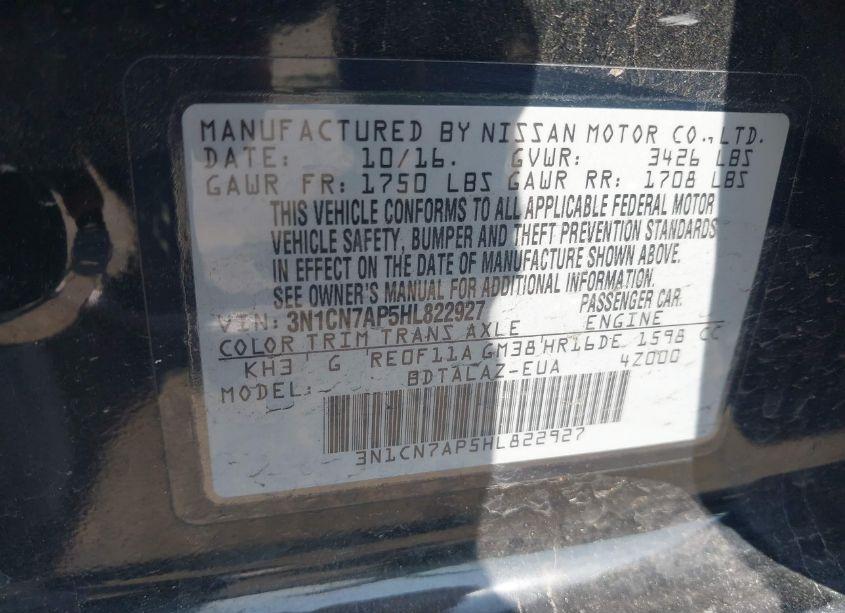 MANUFACTURED BY NISSAN MOTOR CO., LTD.
DATE: 10/16. GVWR: 3426 LBS
GAWR FR: 1750 LBS GAWR RR: 1708 LBS
THIS VEHICLE CONFORMS TO ALL APPLICABLE FEDERAL MOTOR
VEHICLE SAFETY, BUMPER AND THEFT PREVENTION STANDARDS
IN EFFECT ON THE DATE OF MANUFACTURE SHOWN ABOVE.
SEE OWNER'S MANUAL FOR ADDITIONAL INFORMATION.
VIN: 3N1CN7AP5HL822927 PASSENGER CAR
COLOR TRIM TRANS AXLE ENGINE
KH3 G RE0F11A GM38 HR16DE 1598 CC
MODEL: BDTALAZ-EUA 4Z000
3N1CN7AP5HL822927